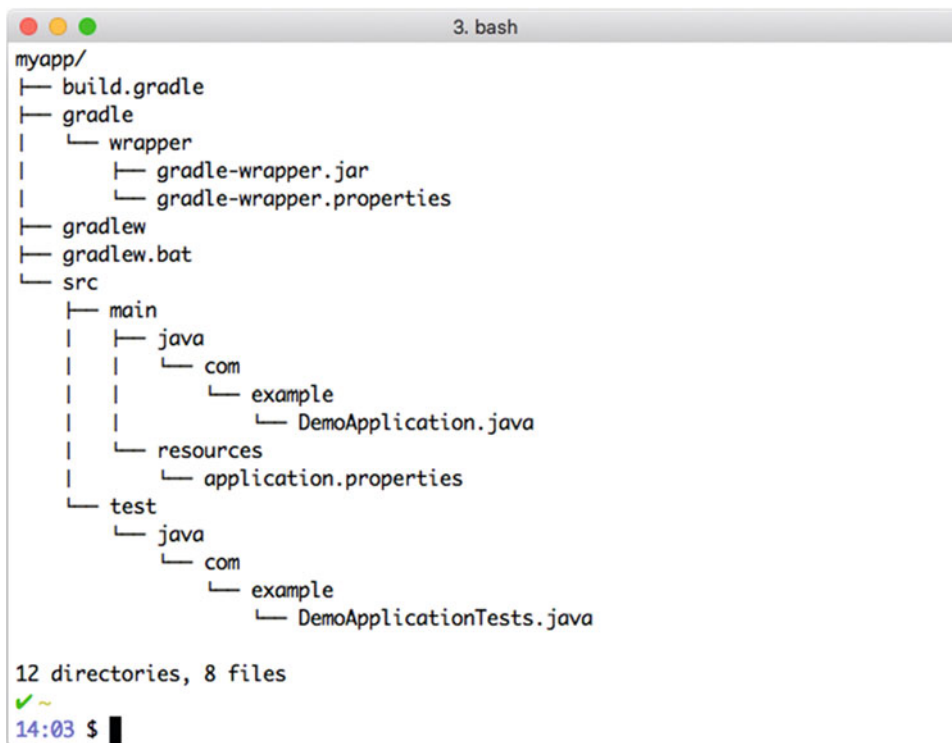 3. bash
myapp/
├── build.gradle
├── gradle
│   └── wrapper
│       ├── gradle-wrapper.jar
│       └── gradle-wrapper.properties
├── gradlew
├── gradlew.bat
└── src
    ├── main
    │   ├── java
    │   │   └── com
    │   │       └── example
    │   │           └── DemoApplication.java
    │   └── resources
    │       └── application.properties
    └── test
        └── java
            └── com
                └── example
                    └── DemoApplicationTests.java
12 directories, 8 files
✔ ~
14:03 $